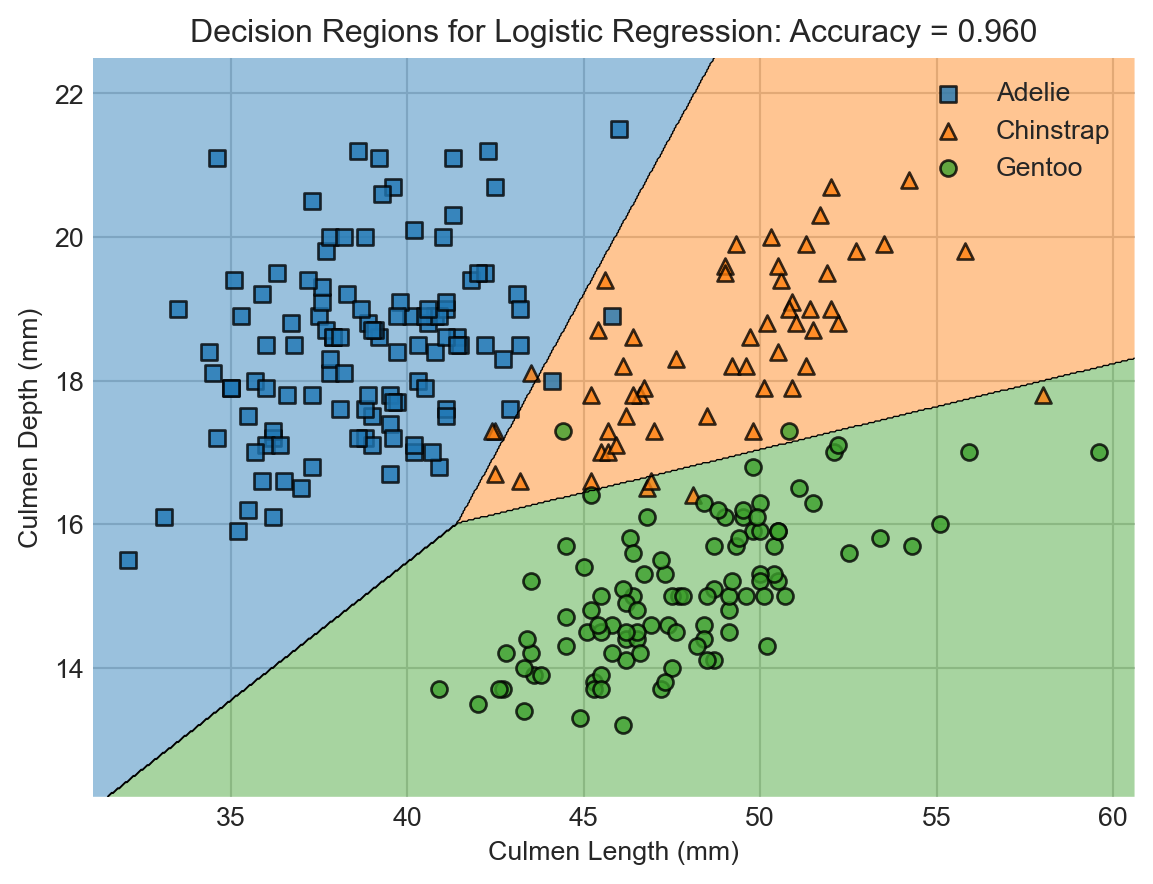 Decision Regions for Logistic Regression: Accuracy = 0.960
22
20
18
16
14
Culmen Depth (mm)
Adelie
Chinstrap
Gentoo
35 40 45 50 55 60
Culmen Length (mm)